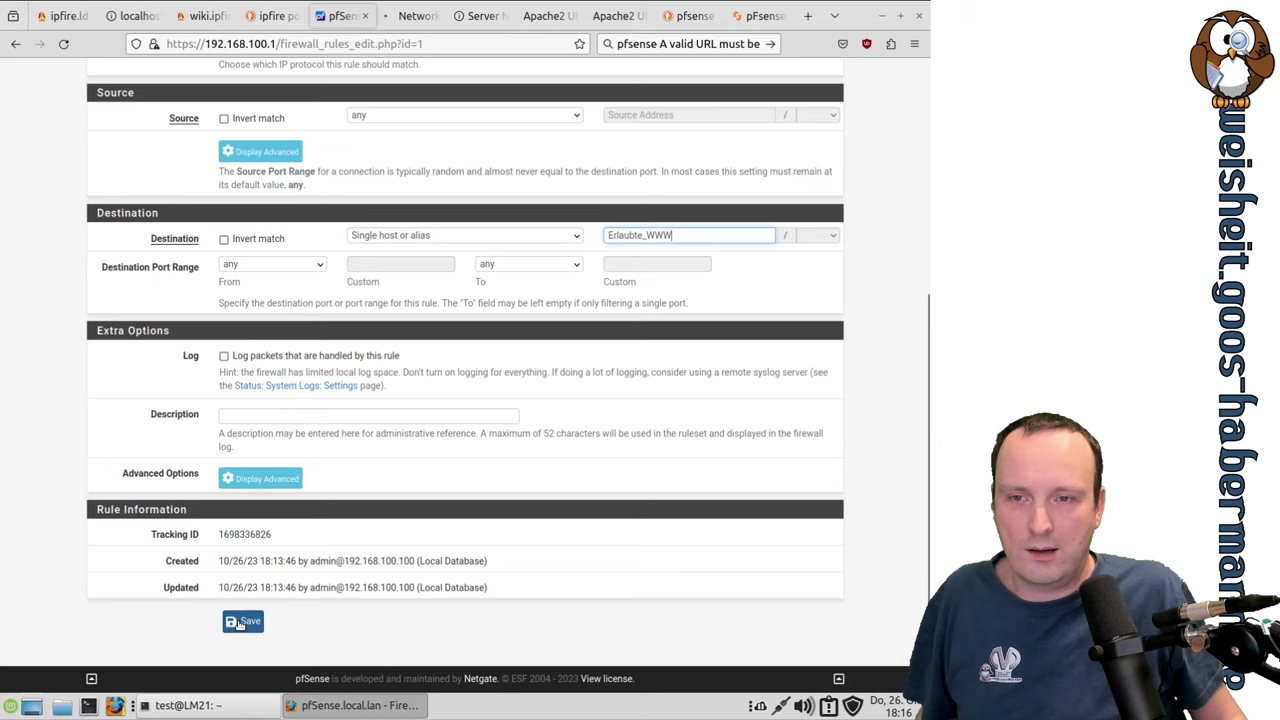 ipfire.ld
localhos
wiki.ipfi
ipfire po
pfSens
Network
Server N
Apache2 U
Apache2 U
pfsense
pfSense
https://192.168.100.1/firewall_rules_edit.php?id=1
pfsense A valid URL must be
Choose which IP protocol this rule should match.
Source
Source
Invert match
any
Source Address
/
Display Advanced
The Source Port Range for a connection is typically random and almost never equal to the destination port. In most cases this setting must remain at
its default value, any.
Destination
Destination
Invert match
Single host or alias
Erlaubte_WWW
/
Destination Port Range
any
any
From
Custom
To
Custom
Specify the destination port or port range for this rule. The "To" field may be left empty if only filtering a single port.
Extra Options
Log
Log packets that are handled by this rule
Hint: the firewall has limited local log space. Don't turn on logging for everything. If doing a lot of logging, consider using a remote syslog server (see
the Status: System Logs: Settings page).
Description
A description may be entered here for administrative reference. A maximum of 52 characters will be used in the ruleset and displayed in the firewall
log.
Advanced Options
Display Advanced
Rule Information
Tracking ID
1698336826
Created
10/26/23 18:13:46 by admin@192.168.100.100 (Local Database)
Updated
10/26/23 18:13:46 by admin@192.168.100.100 (Local Database)
Save
pfSense is developed and maintained by Netgate. © ESF 2004 - 2023 View license.
test@LM21: ~
pfSense.local.lan - Fire...
Do, 26.
18:16
weisheit.goos-habermann